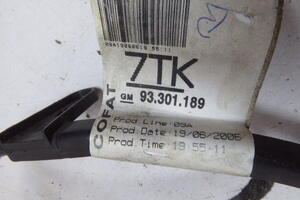 7TK
GM 93.301.189
COFAT
Prod Line: 09A
Prod. Date: 19/06/2006
Prod. Time: 19:55:11